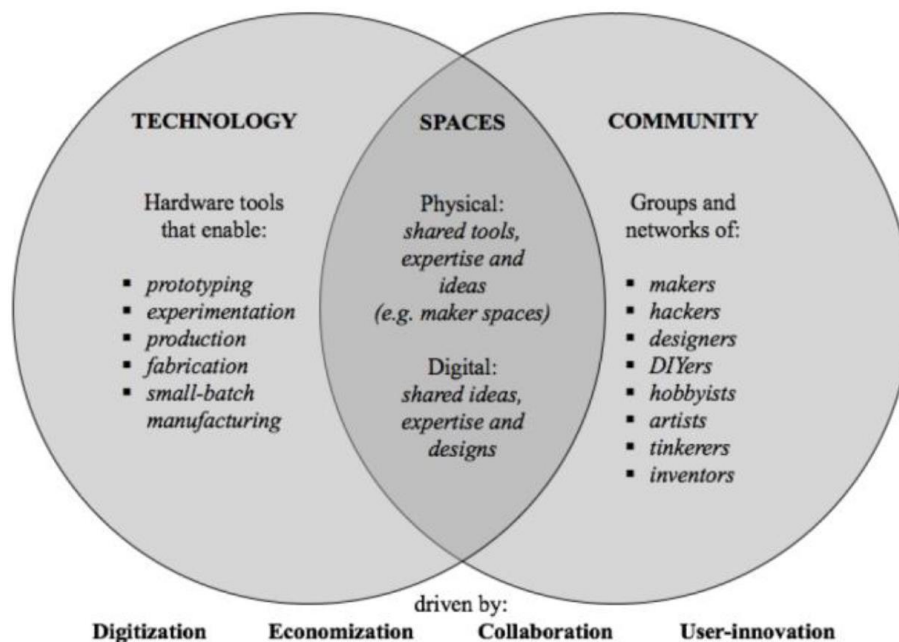 TECHNOLOGY
Hardware tools
that enable:
▪ prototyping
▪ experimentation
▪ production
▪ fabrication
▪ small-batch
manufacturing
SPACES
Physical:
shared tools,
expertise and
ideas
(e.g. maker spaces)
Digital:
shared ideas,
expertise and
designs
COMMUNITY
Groups and
networks of:
▪ makers
▪ hackers
▪ designers
▪ DIYers
▪ hobbyists
▪ artists
▪ tinkerers
▪ inventors
driven by:
Digitization Economization Collaboration User-innovation